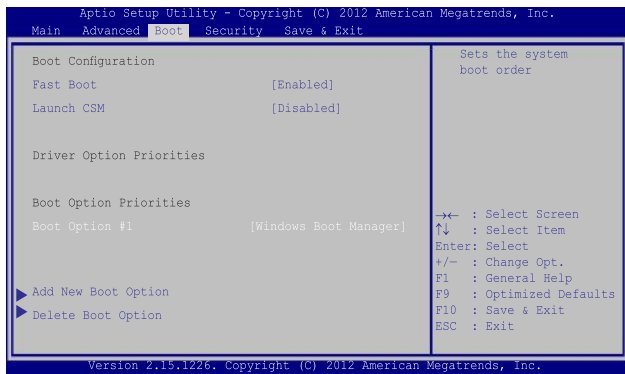 Aptio Setup Utility - Copyright (C) 2012 American Megatrends, Inc.
Main Advanced Boot Security Save & Exit
Boot Configuration
Fast Boot [Enabled]
Launch CSM [Disabled]
Driver Option Priorities
Boot Option Priorities
Boot Option #1 [Windows Boot Manager]
Add New Boot Option
Delete Boot Option
Sets the system
boot order
→← : Select Screen
↑↓ : Select Item
Enter: Select
+/— : Change Opt.
F1 : General Help
F9 : Optimized Defaults
F10 : Save & Exit
ESC : Exit
Version 2.15.1226. Copyright (C) 2012 American Megatrends, Inc.